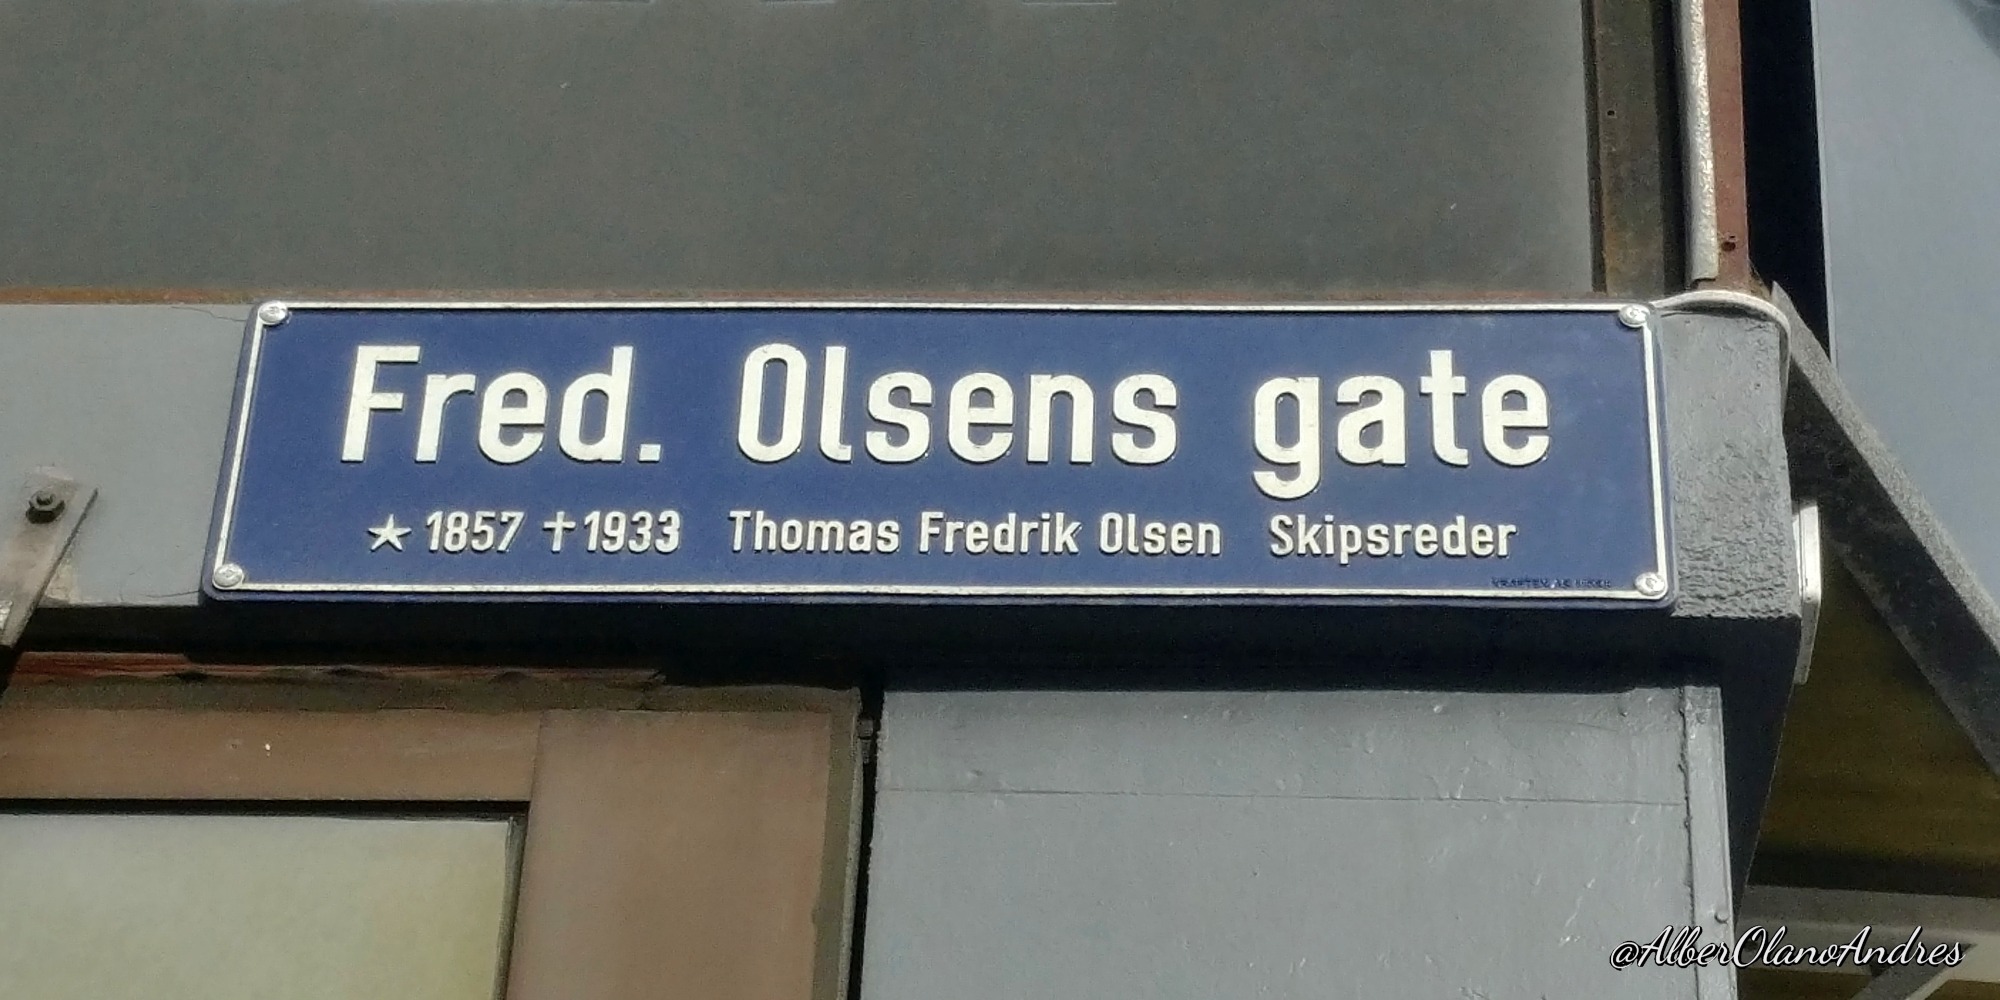 Fred. Olsens gate
★ 1857 ✝ 1933 Thomas Fredrik Olsen Skipsreder
@AlberOlanoAndres